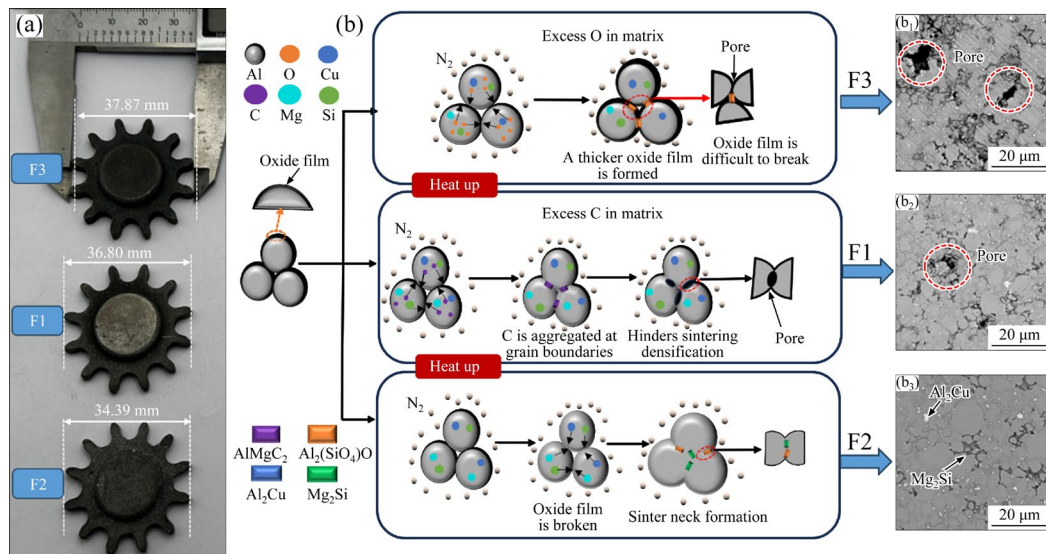 (a)
0 10 20 30
37.87 mm
F3
36.80 mm
F1
34.39 mm
F2
(b)
Al O Cu
C Mg Si
Oxide film
AlMgC₂ Al₂(SiO₄)O
Al₂Cu Mg₂Si
Excess O in matrix
N₂
Pore
A thicker oxide film
is formed
Oxide film is
difficult to break
F3
Heat up
Excess C in matrix
N₂
C is aggregated at
grain boundaries
Hinders sintering
densification
Pore
F1
Heat up
N₂
Oxide film
is broken
Sinter neck formation
F2
(b₁)
Pore
20 μm
(b₂)
Pore
20 μm
(b₃)
Al₂Cu
Mg₂Si
20 μm